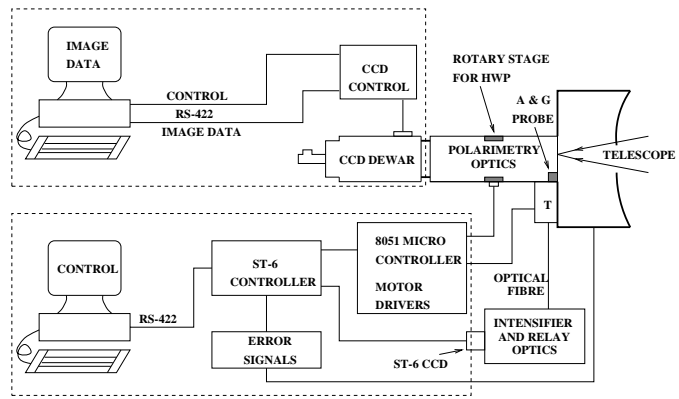 IMAGE
DATA
CONTROL
RS-422
IMAGE DATA
CCD
CONTROL
CCD DEWAR
ROTARY STAGE
FOR HWP
A & G
PROBE
POLARIMETRY
OPTICS
TELESCOPE
T
CONTROL
RS-422
ST-6
CONTROLLER
ERROR
SIGNALS
8051 MICRO
CONTROLLER
MOTOR
DRIVERS
OPTICAL
FIBRE
INTENSIFIER
AND RELAY
OPTICS
ST-6 CCD